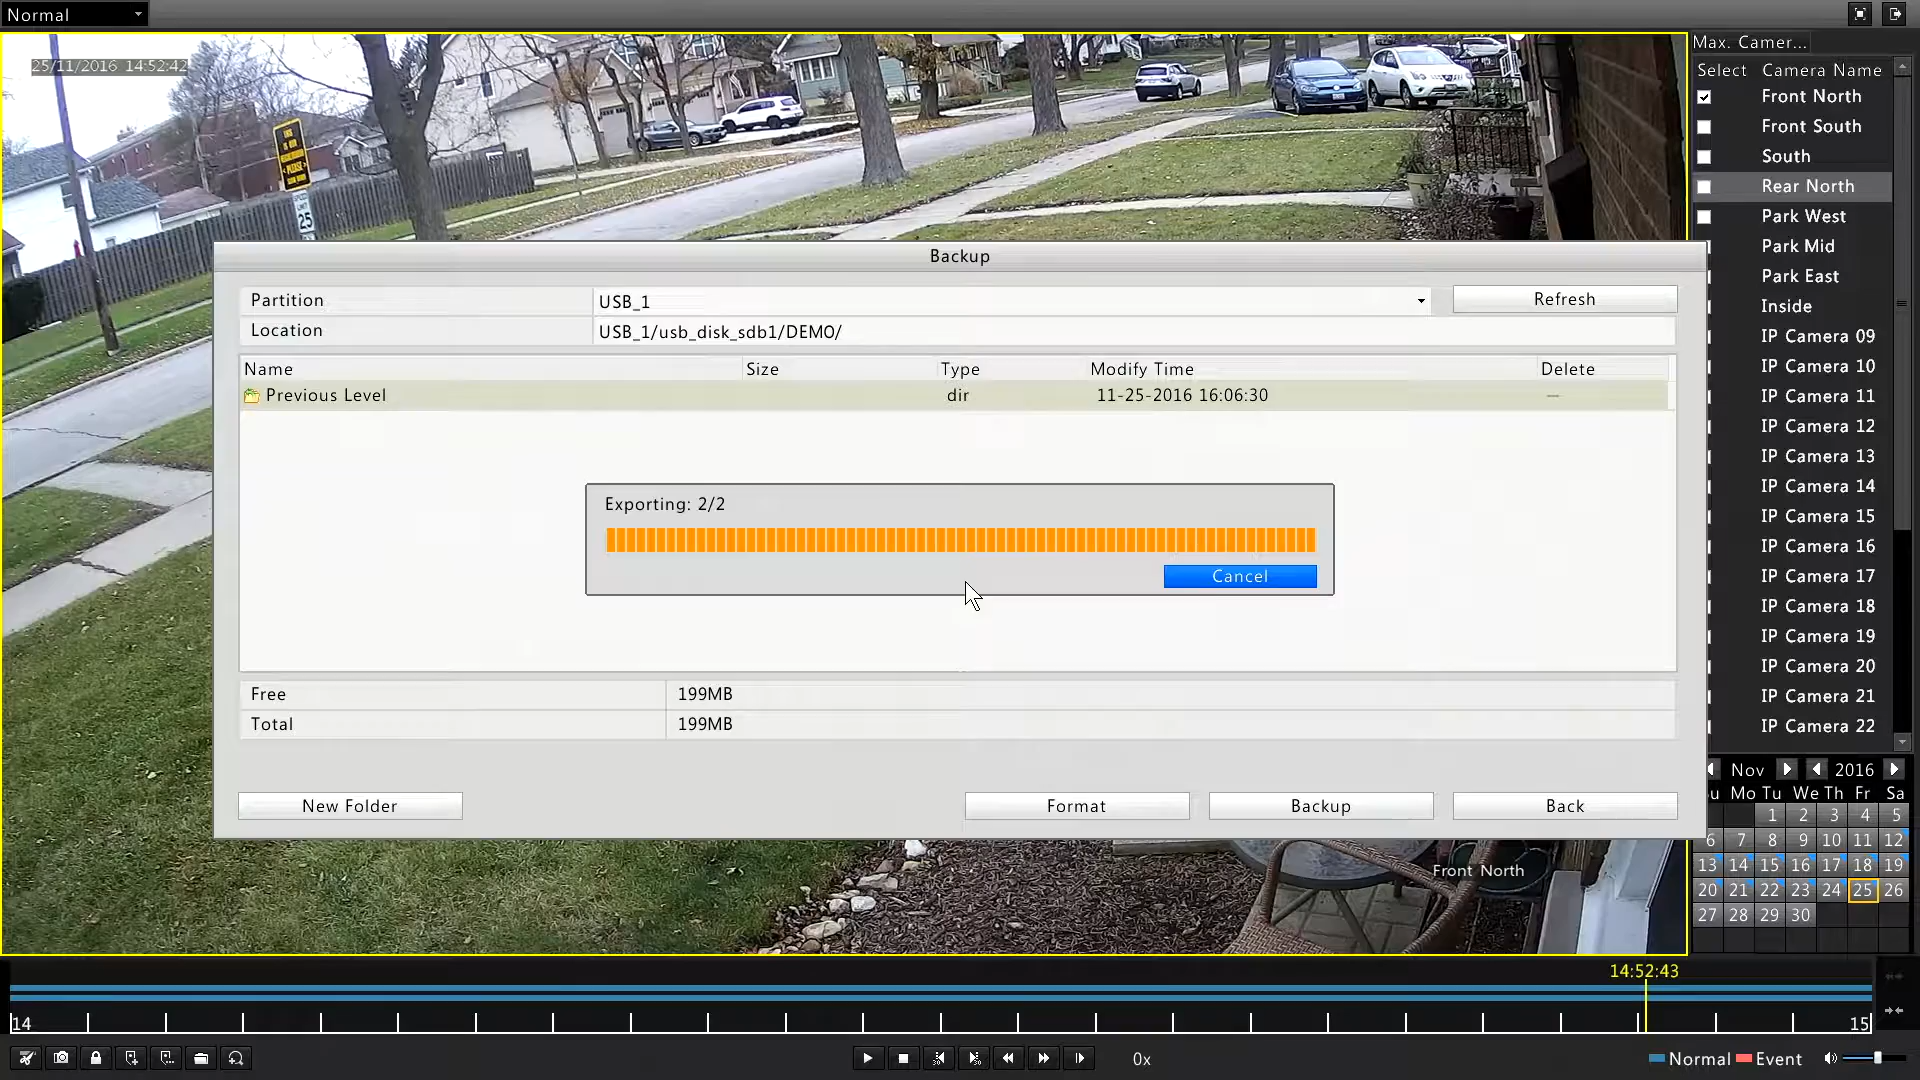 Normal
25/11/2016 14:52:42
25
Max. Camer...
Select Camera Name
Front North
Front South
South
Rear North
Park West
Park Mid
Park East
Inside
IP Camera 09
IP Camera 10
IP Camera 11
IP Camera 12
IP Camera 13
IP Camera 14
IP Camera 15
IP Camera 16
IP Camera 17
IP Camera 18
IP Camera 19
IP Camera 20
IP Camera 21
IP Camera 22
Backup
Partition USB_1 Refresh
Location USB_1/usb_disk_sdb1/DEMO/
Name Size Type Modify Time Delete
Previous Level dir 11-25-2016 16:06:30 —
Exporting: 2/2
Cancel
Free 199MB
Total 199MB
New Folder Format Backup Back
Front North
Nov 2016
u Mo Tu We Th Fr Sa
1 2 3 4 5
6 7 8 9 10 11 12
13 14 15 16 17 18 19
20 21 22 23 24 25 26
27 28 29 30
14:52:43
14 15
30 30
0x
Normal Event